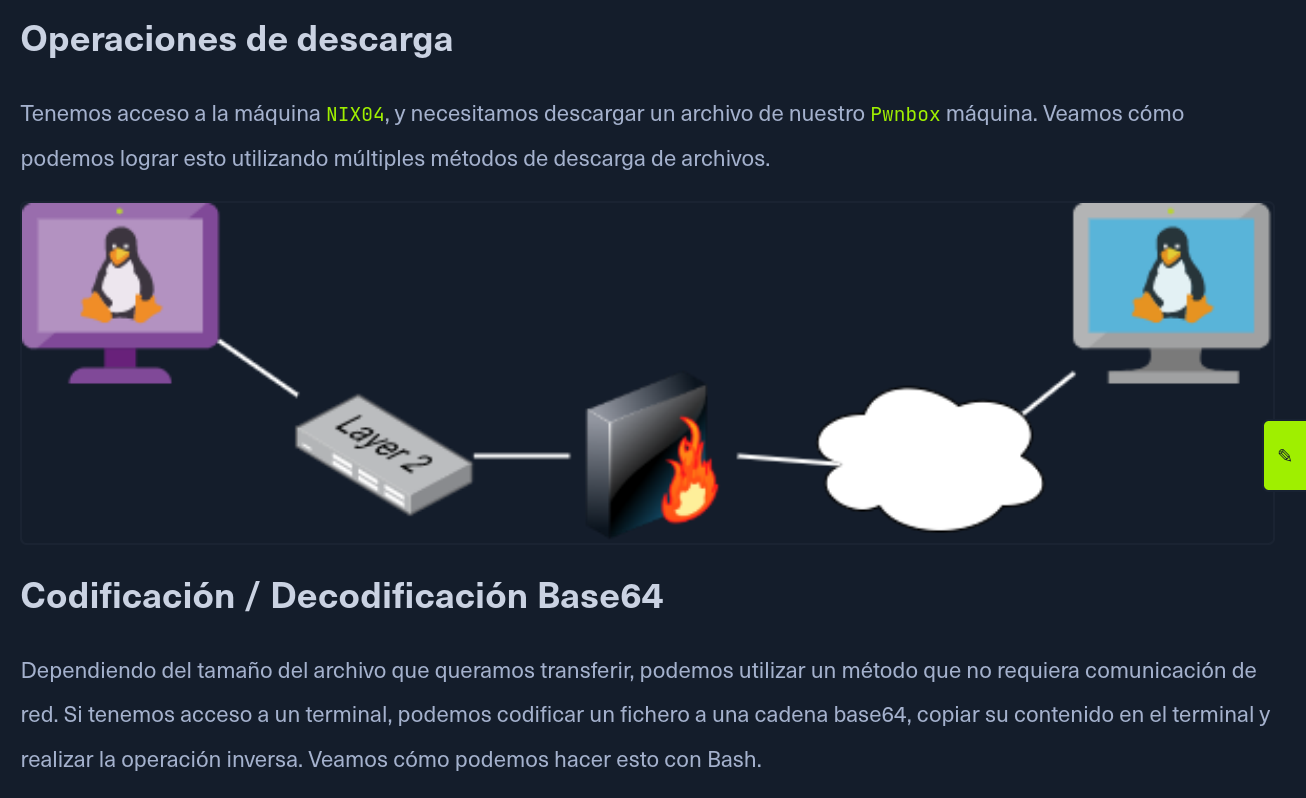 Operaciones de descarga
Tenemos acceso a la máquina NIX04, y necesitamos descargar un archivo de nuestro Pwnbox máquina. Veamos cómo
podemos lograr esto utilizando múltiples métodos de descarga de archivos.
Layer 2
Codificación / Decodificación Base64
Dependiendo del tamaño del archivo que queramos transferir, podemos utilizar un método que no requiera comunicación de
red. Si tenemos acceso a un terminal, podemos codificar un fichero a una cadena base64, copiar su contenido en el terminal y
realizar la operación inversa. Veamos cómo podemos hacer esto con Bash.